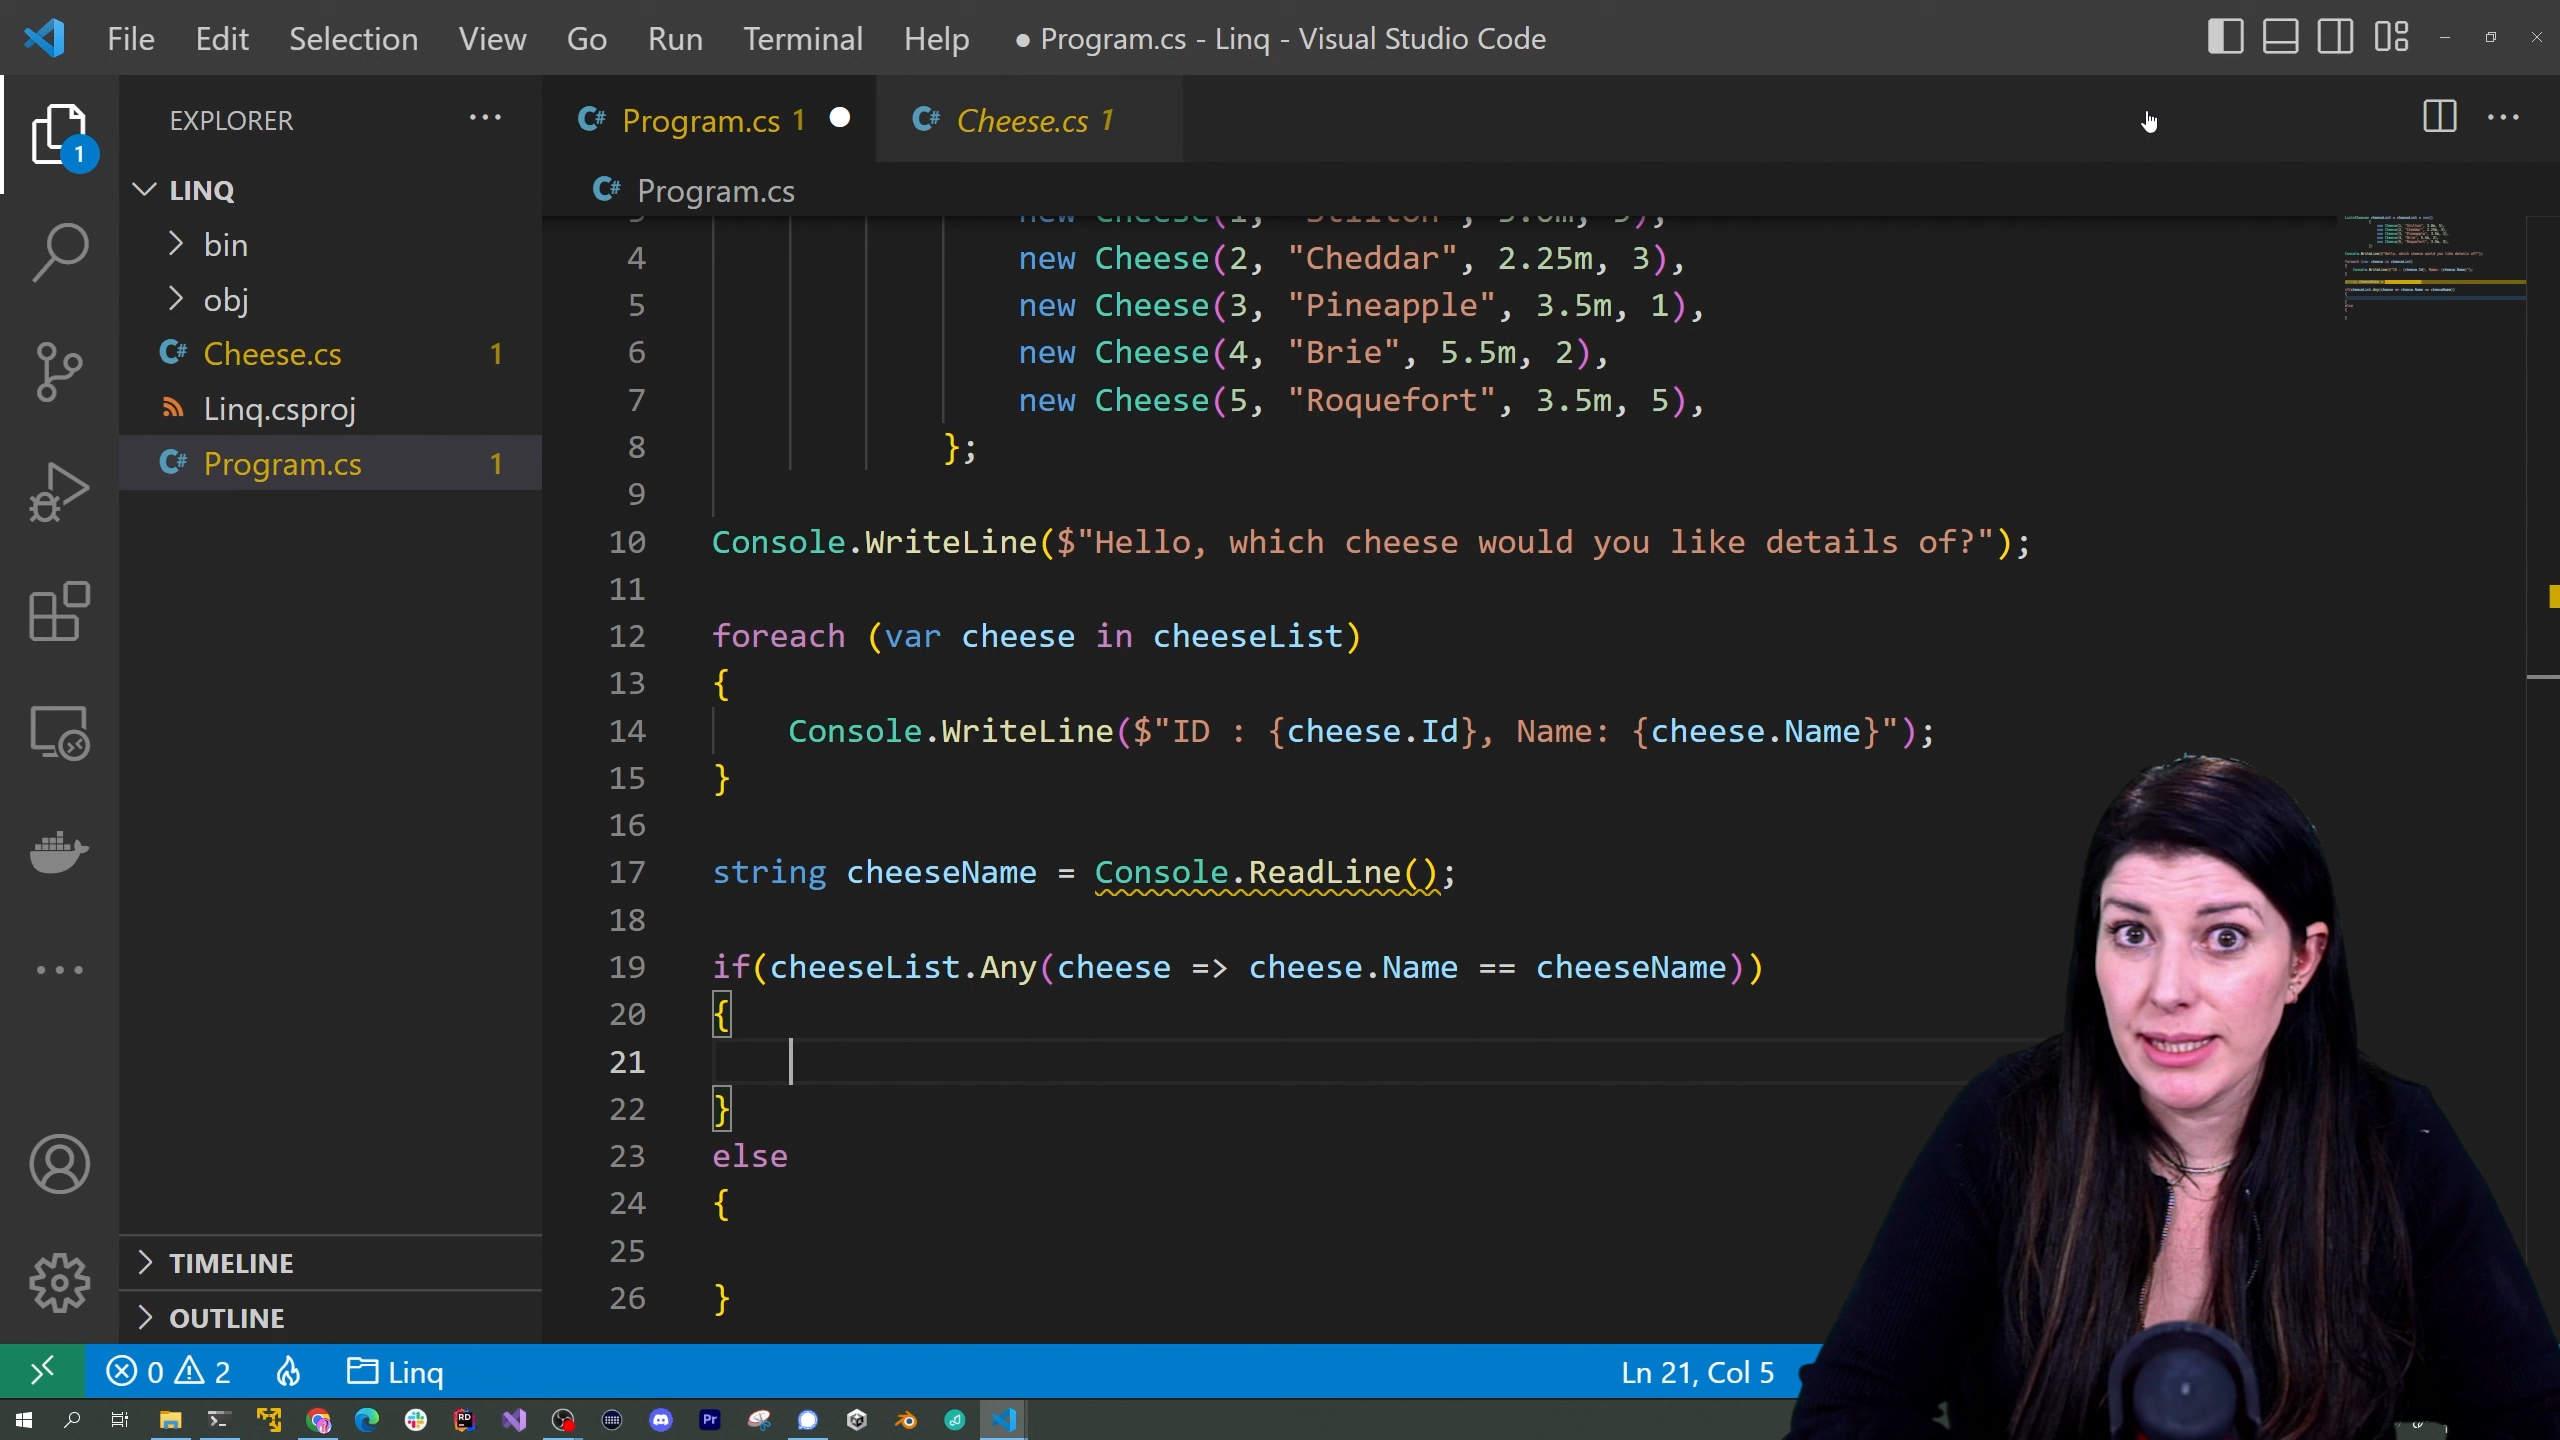 File Edit Selection View Go Run Terminal Help ● Program.cs - Linq - Visual Studio Code
EXPLORER
Program.cs 1
Cheese.cs 1
LINQ
Program.cs
bin
obj
Cheese.cs 1
Linq.csproj
Program.cs 1
new Cheese(1, "Stilton",
4 new Cheese(2, "Cheddar", 2.25m, 3),
5 new Cheese(3, "Pineapple", 3.5m, 1),
6 new Cheese(4, "Brie", 5.5m, 2),
7 new Cheese(5, "Roquefort", 3.5m, 5),
8 };
9
10 Console.WriteLine($"Hello, which cheese would you like details of?");
11
12 foreach (var cheese in cheeseList)
13 {
14 Console.WriteLine($"ID : {cheese.Id}, Name: {cheese.Name}");
15 }
16
17 string cheeseName = Console.ReadLine();
18
19 if(cheeseList.Any(cheese => cheese.Name == cheeseName))
20 {
21
22 }
23 else
24 {
25
26 }
TIMELINE
OUTLINE
0 2 Linq Ln 21, Col 5